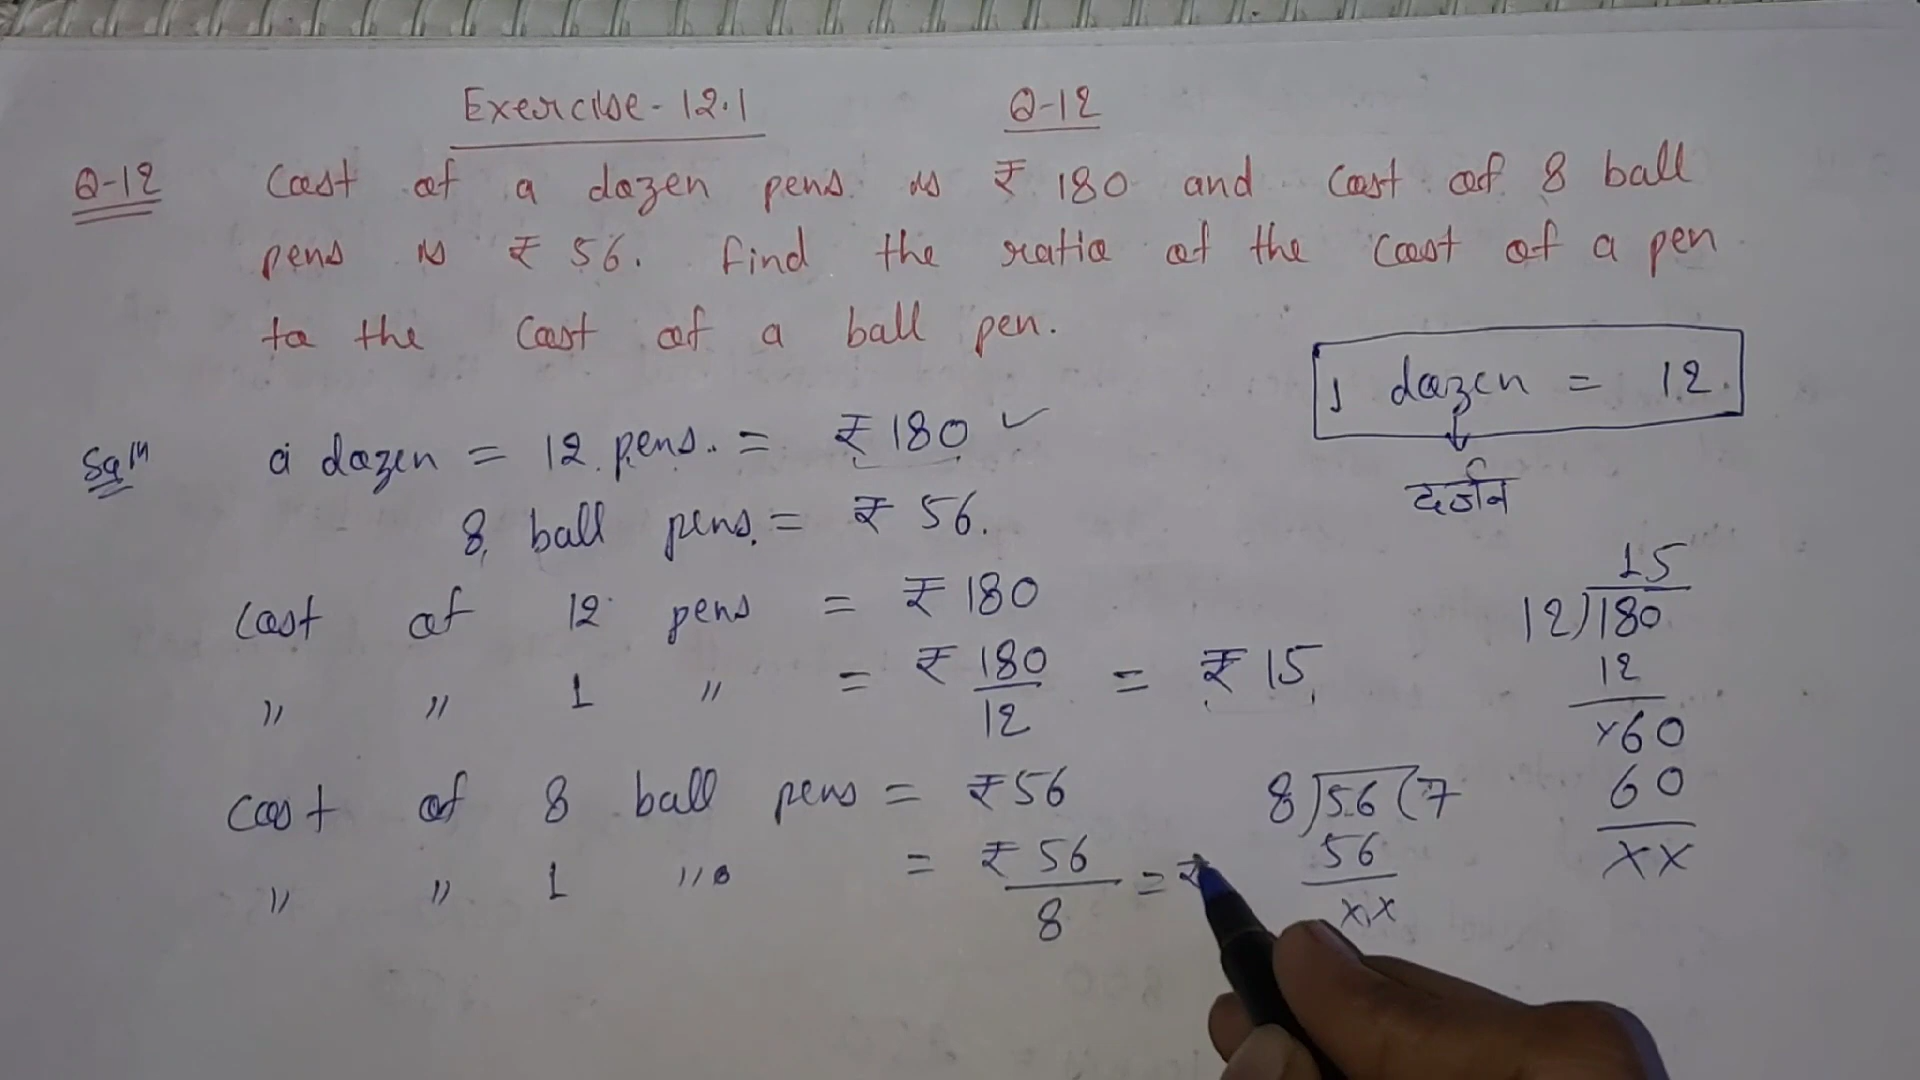 Exercise-12.1 Q-12
Q-12 Cost of a dozen pens is ₹ 180 and cost of 8 ball
pens is ₹ 56. Find the ratio of the cost of a pen
to the cost of a ball pen.
1 dozen = 12.
दर्जन
Soln a dozen = 12 pens. = ₹ 180 ✓
8 ball pens. = ₹ 56.
Cost of 12 pens = ₹ 180
" " 1 " = ₹ 180/12 = ₹ 15
Cost of 8 ball pens = ₹ 56
" " 1 " = ₹ 56/8 = ₹
8)56(7
56
xx
15
12)180
12
x60
60
xx